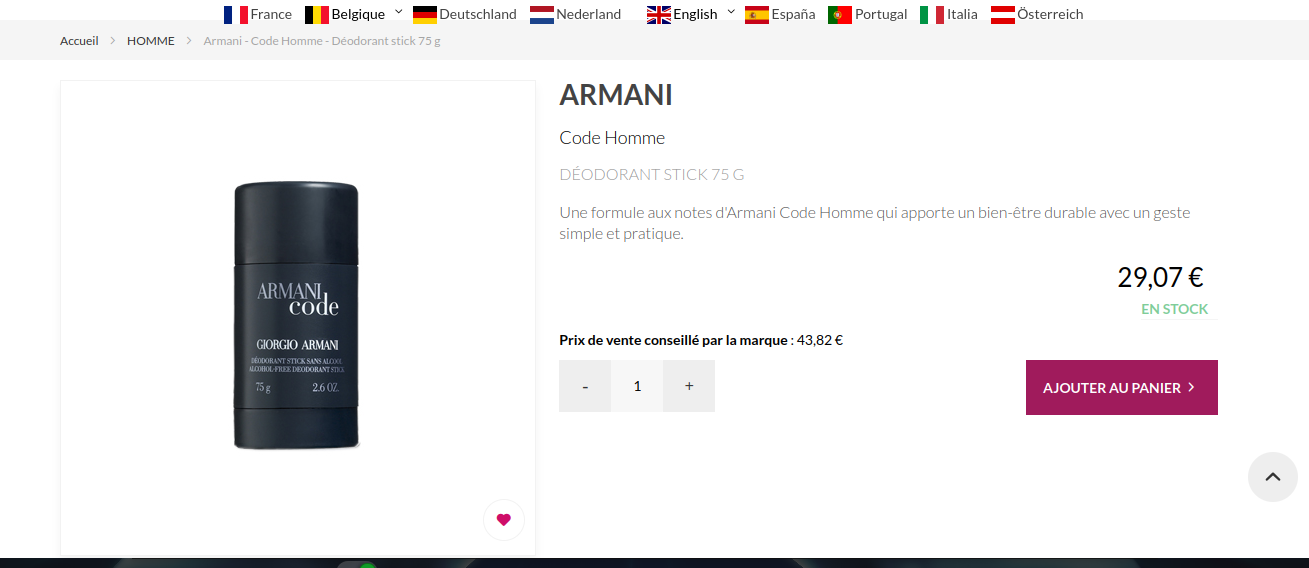 France Belgique Deutschland Nederland English España Portugal Italia Österreich
Accueil HOMME Armani - Code Homme - Déodorant stick 75 g
ARMANI
Code Homme
DÉODORANT STICK 75 G
Une formule aux notes d'Armani Code Homme qui apporte un bien-être durable avec un geste
simple et pratique.
29,07 €
EN STOCK
Prix de vente conseillé par la marque : 43,82 €
- 1 +
AJOUTER AU PANIER
ARMANI
code
GIORGIO ARMANI
DÉODORANT STICK SANS ALCOOL
ALCOHOL-FREE DEODORANT STICK
75 g 2.6 OZ.